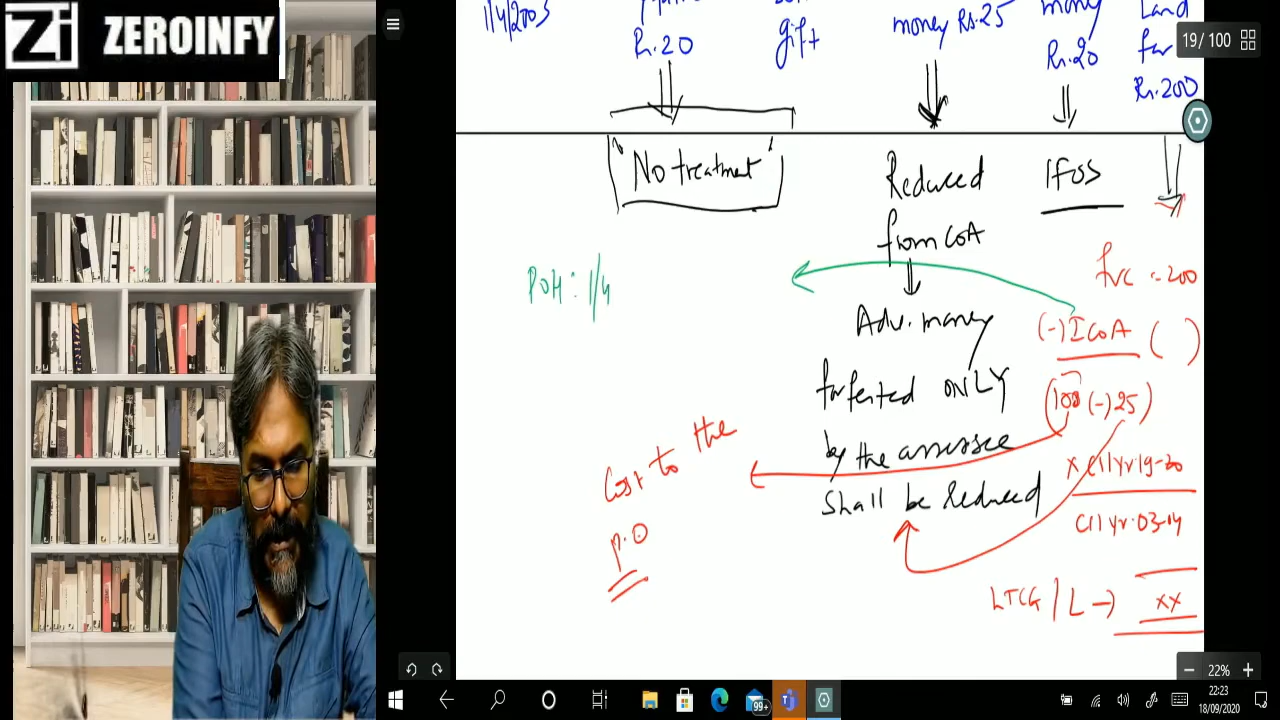 Zi ZEROINFY
1/4/2003
Rs.20
gift
money Rs.25
money
Rs.20
Land
for
Rs.200
19 / 100
"No treatment"
Reduced
from CoA
IFOS
Adv. money
forfeited ONLY
by the assessee
shall be reduced
POH: 1/4
Cost to the
p.o
fvc - 200
(-) ICoA ( )
(100 (-) 25)
x CII yr 19-20
CII yr. 03-04
LTCG / L → xx
22%
99+
22:23
18/09/2020